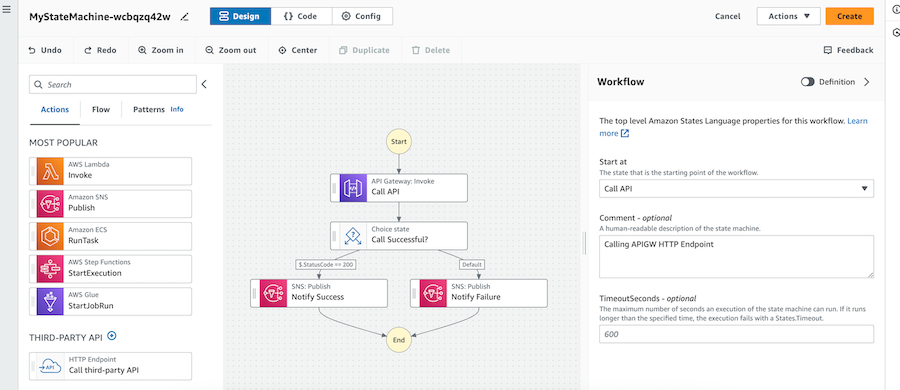 MyStateMachine-wcbqzq42w
Design
Code
Config
Cancel
Actions
Create
Undo
Redo
Zoom in
Zoom out
Center
Duplicate
Delete
Feedback
Search
Actions
Flow
Patterns
Info
MOST POPULAR
AWS Lambda
Invoke
Amazon SNS
Publish
Amazon ECS
RunTask
AWS Step Functions
StartExecution
AWS Glue
StartJobRun
THIRD-PARTY API
HTTP Endpoint
Call third-party API
API
Start
API Gateway: Invoke
Call API
Choice state
Call Successful?
$.StatusCode == 200
Default
SNS: Publish
Notify Success
SNS: Publish
Notify Failure
End
Workflow
Definition
The top level Amazon States Language properties for this workflow. Learn
more
Start at
The state that is the starting point of the workflow.
Call API
Comment - optional
A human-readable description of the state machine.
Calling APIGW HTTP Endpoint
TimeoutSeconds - optional
The maximum number of seconds an execution of the state machine can run. If it runs
longer than the specified time, the execution fails with a States.Timeout.
600